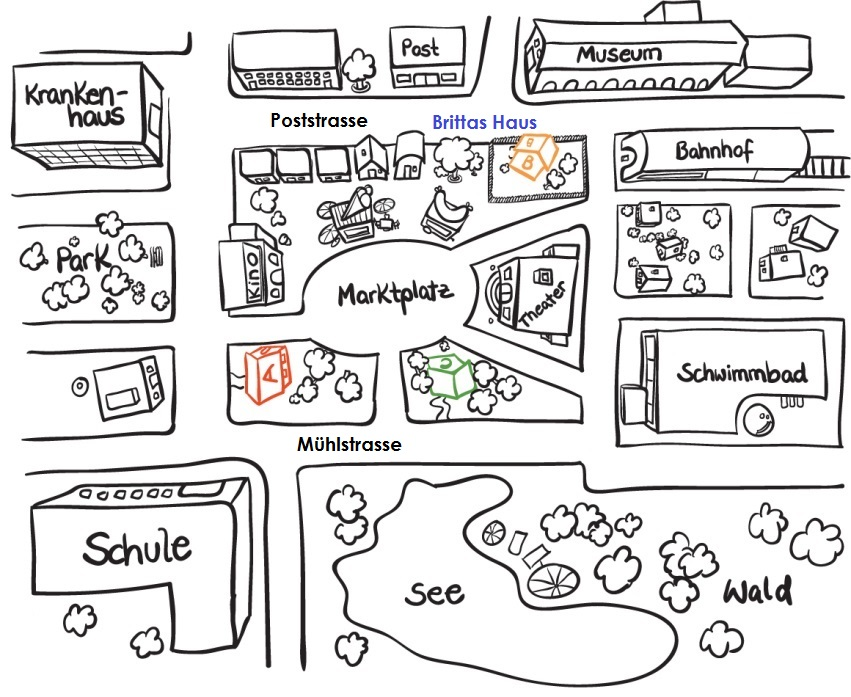 Post
Museum
Kranken-
haus
Poststrasse
Brittas Haus
B
Bahnhof
Park
Kino
Marktplatz
Theater
A
C
Schwimmbad
Mühlstrasse
Schule
See
Wald